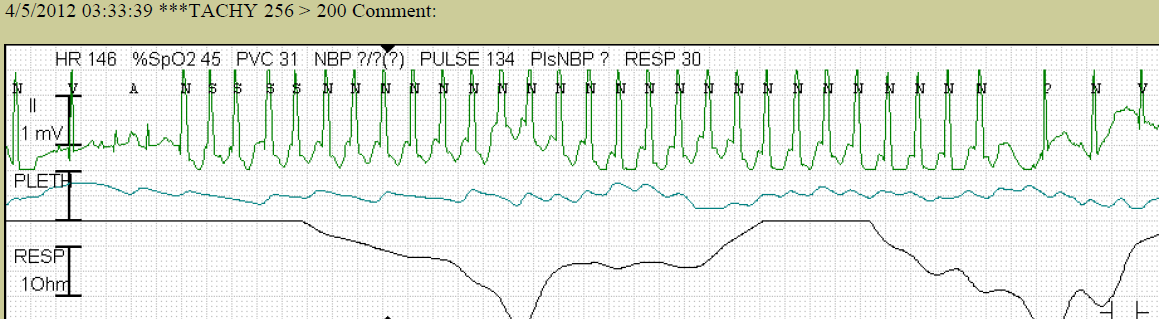 4/5/2012 03:33:39 ***TACHY 256 > 200 Comment:
HR 146 %SpO2 45 PVC 31 NBP ?/?(?) PULSE 134 PlsNBP ? RESP 30
N V A N S S S S N N N N N N N N N N N N N N N N N N N N ? N V
II
1 mV
PLETH
RESP
1Ohm